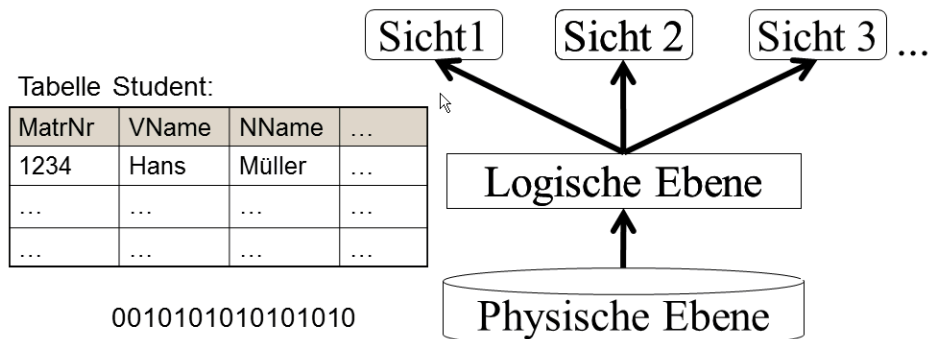 Sicht1 Sicht 2 Sicht 3 ...
Tabelle Student:
MatrNr VName NName ...
1234 Hans Müller ...
... ... ... ...
... ... ... ...
Logische Ebene
0010101010101010
Physische Ebene